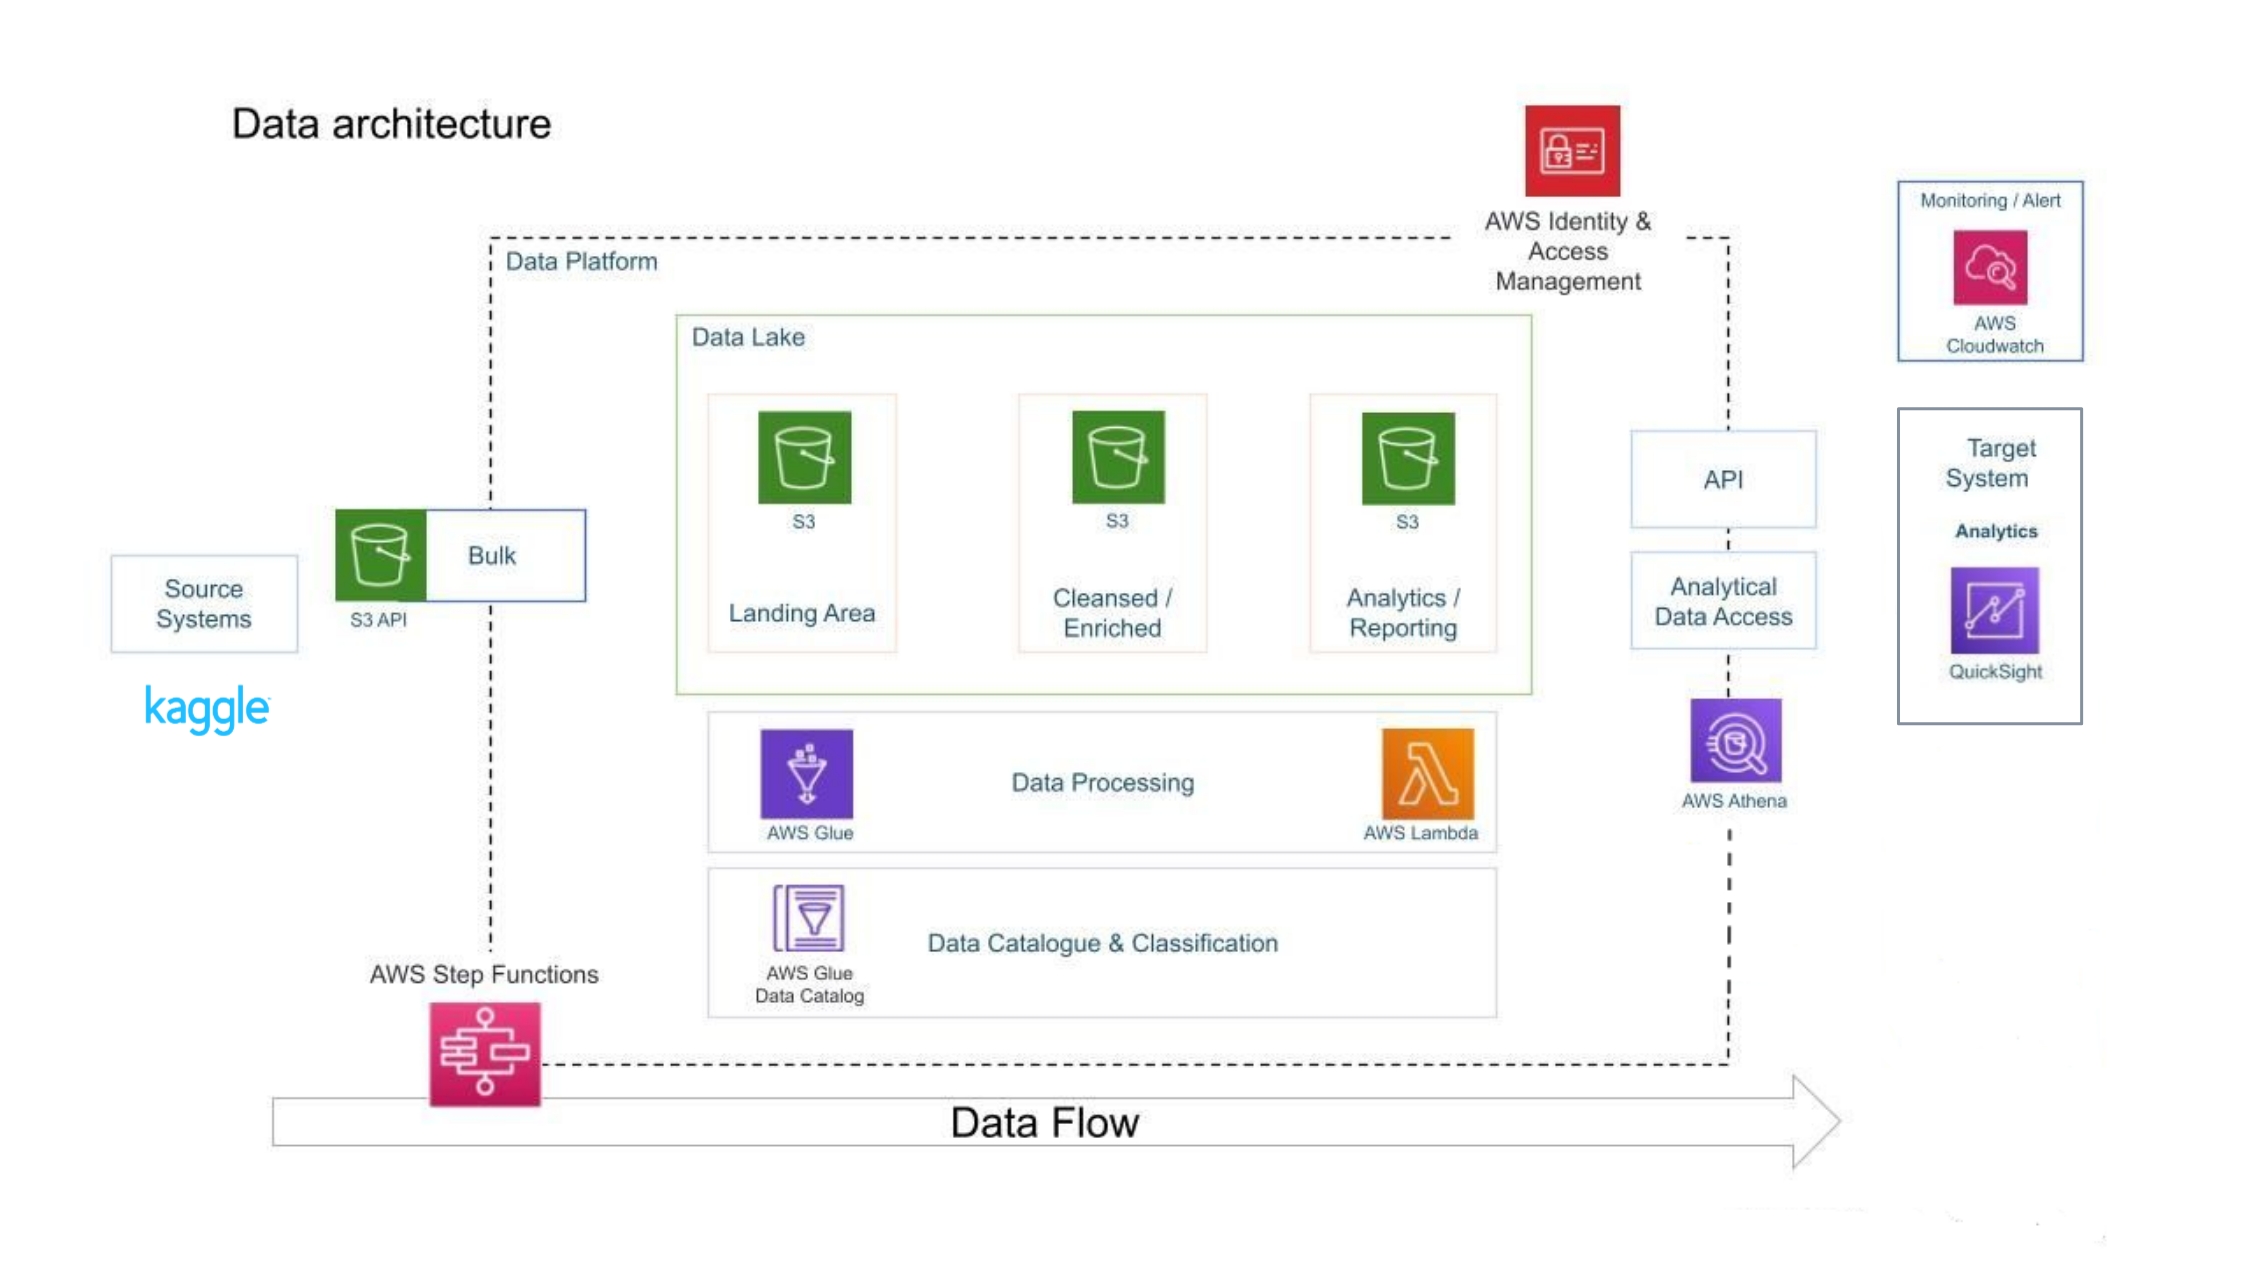 Data architecture
AWS Identity &
Access
Management
Monitoring / Alert
AWS
Cloudwatch
Data Platform
Data Lake
S3
Landing Area
S3
Cleansed /
Enriched
S3
Analytics /
Reporting
API
Analytical
Data Access
AWS Athena
Target
System
Analytics
QuickSight
Source
Systems
kaggle
S3 API
Bulk
AWS Glue
Data Processing
AWS Lambda
AWS Glue
Data Catalog
Data Catalogue & Classification
AWS Step Functions
Data Flow